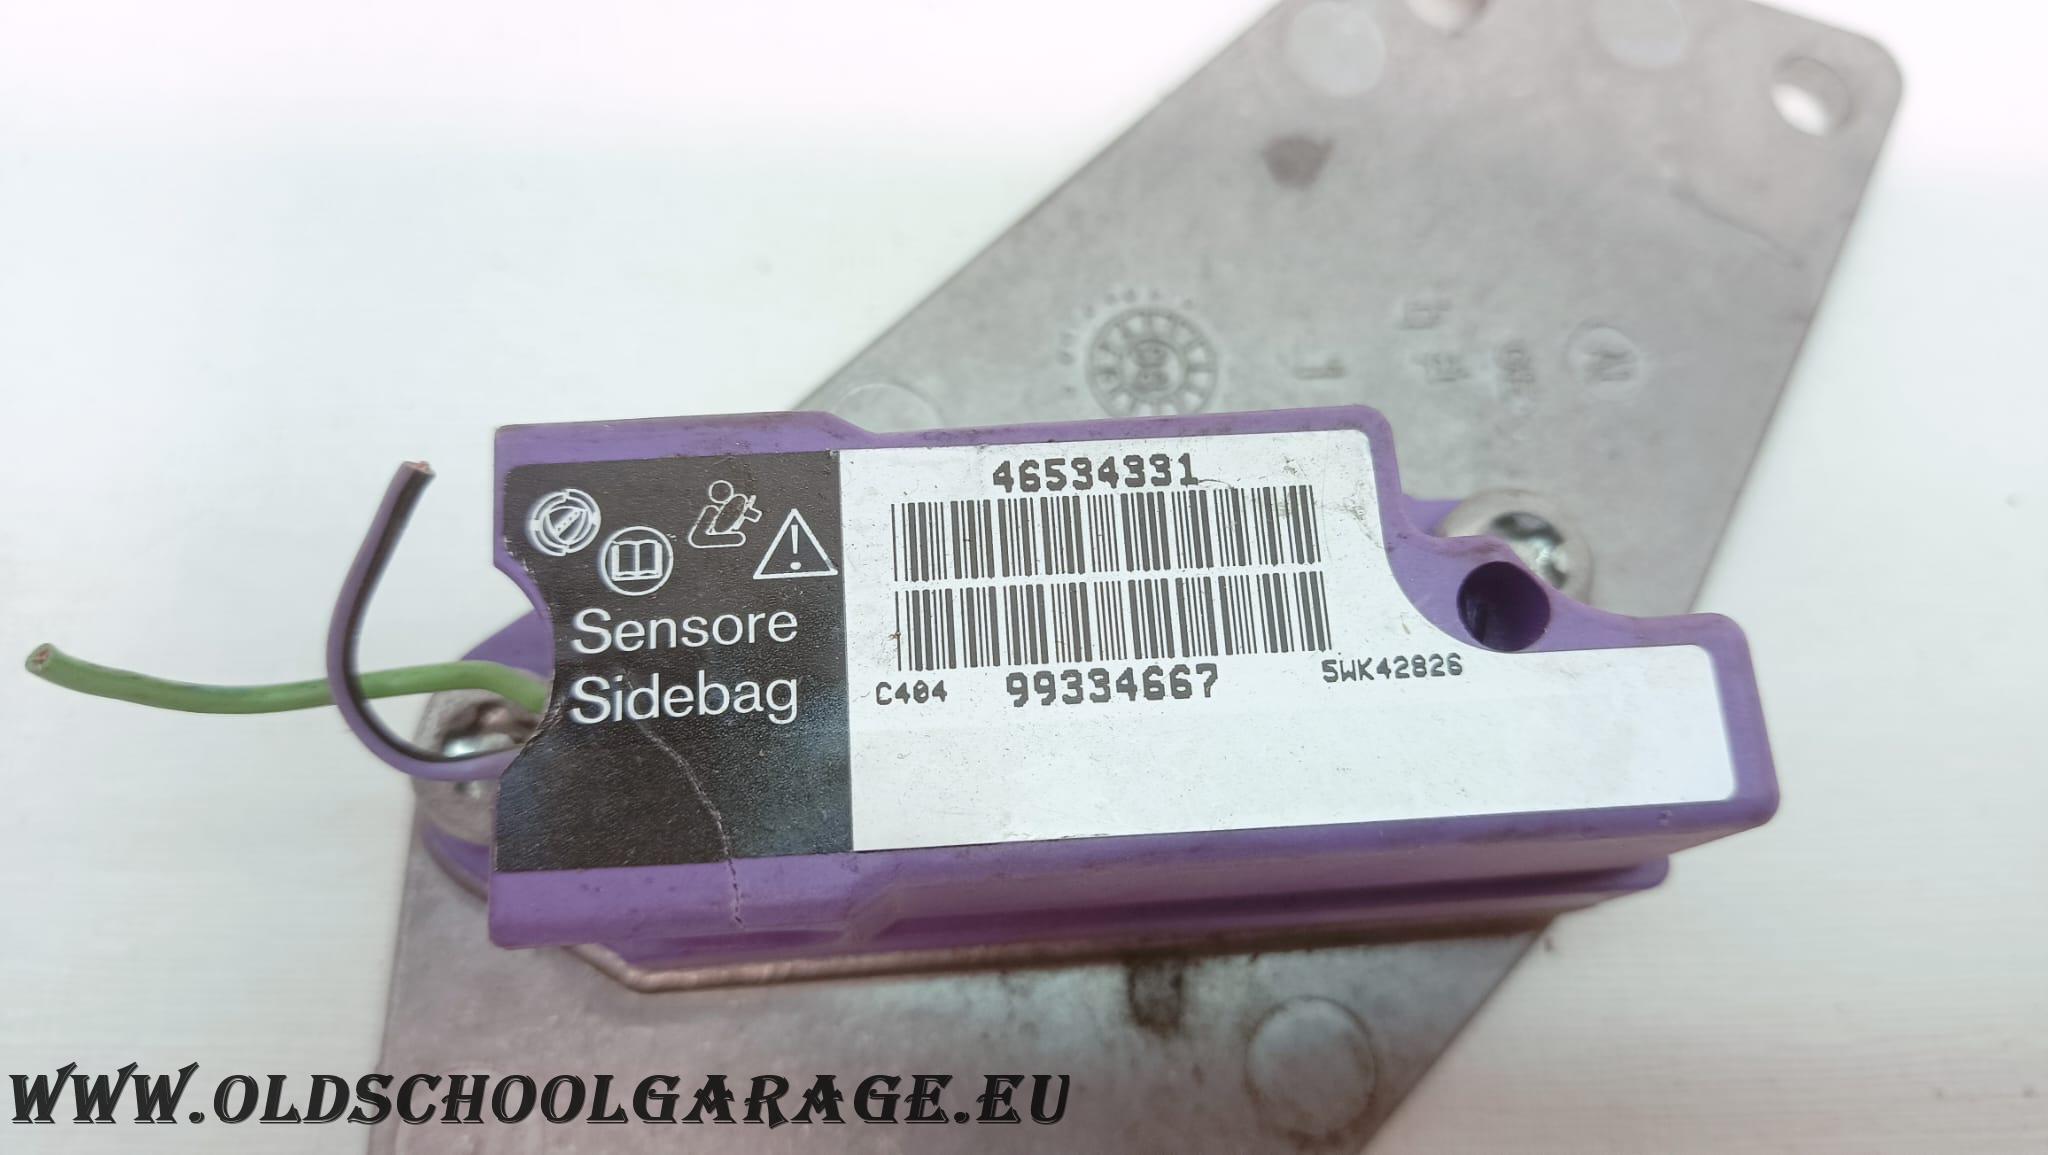 46534331
Sensore
Sidebag
C404 99334667 5WK42826
WWW.OLDSCHOOLGARAGE.EU